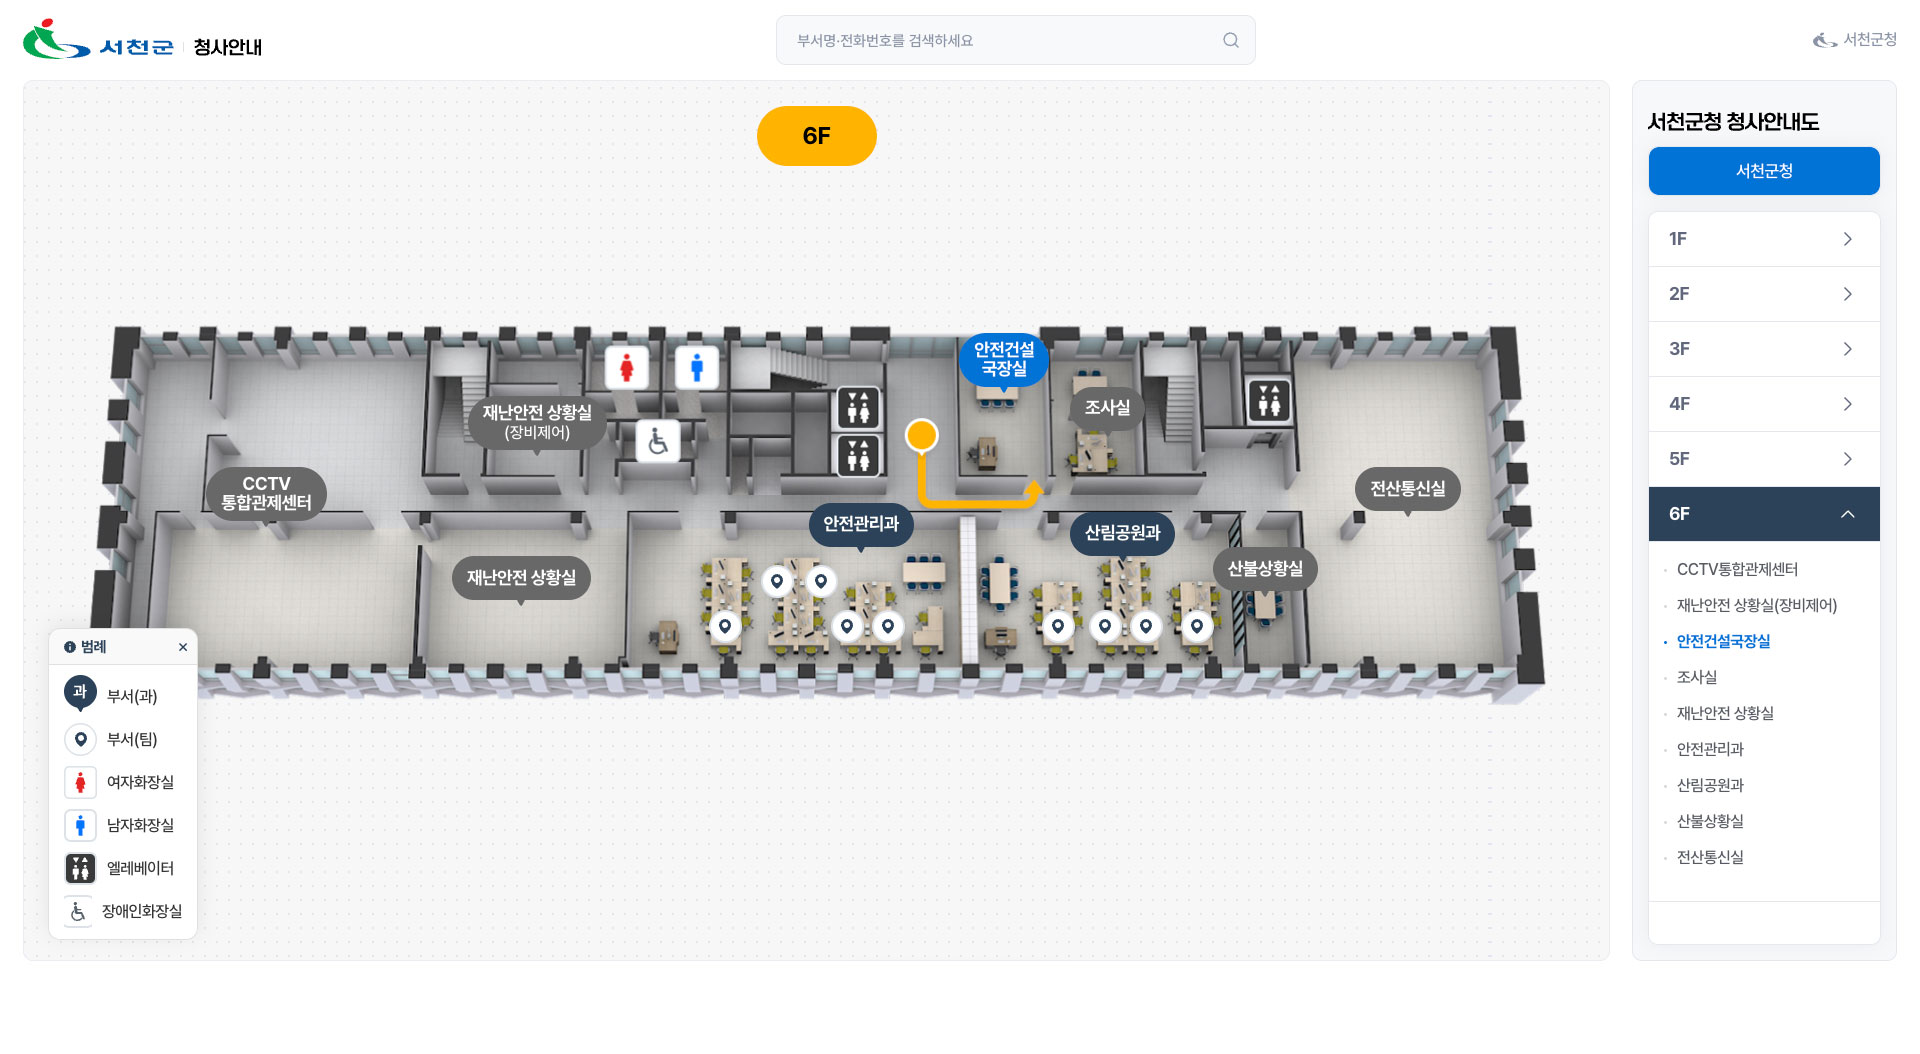 서천군 청사안내
부서명·전화번호를 검색하세요
서천군청
6F
안전건설
국장실
조사실
재난안전 상황실
(장비제어)
CCTV
통합관제센터
전산통신실
안전관리과
산림공원과
산불상황실
재난안전 상황실
범례
과 부서(과)
부서(팀)
여자화장실
남자화장실
엘레베이터
장애인화장실
서천군청 청사안내도
서천군청
1F
2F
3F
4F
5F
6F
CCTV통합관제센터
재난안전 상황실(장비제어)
안전건설국장실
조사실
재난안전 상황실
안전관리과
산림공원과
산불상황실
전산통신실